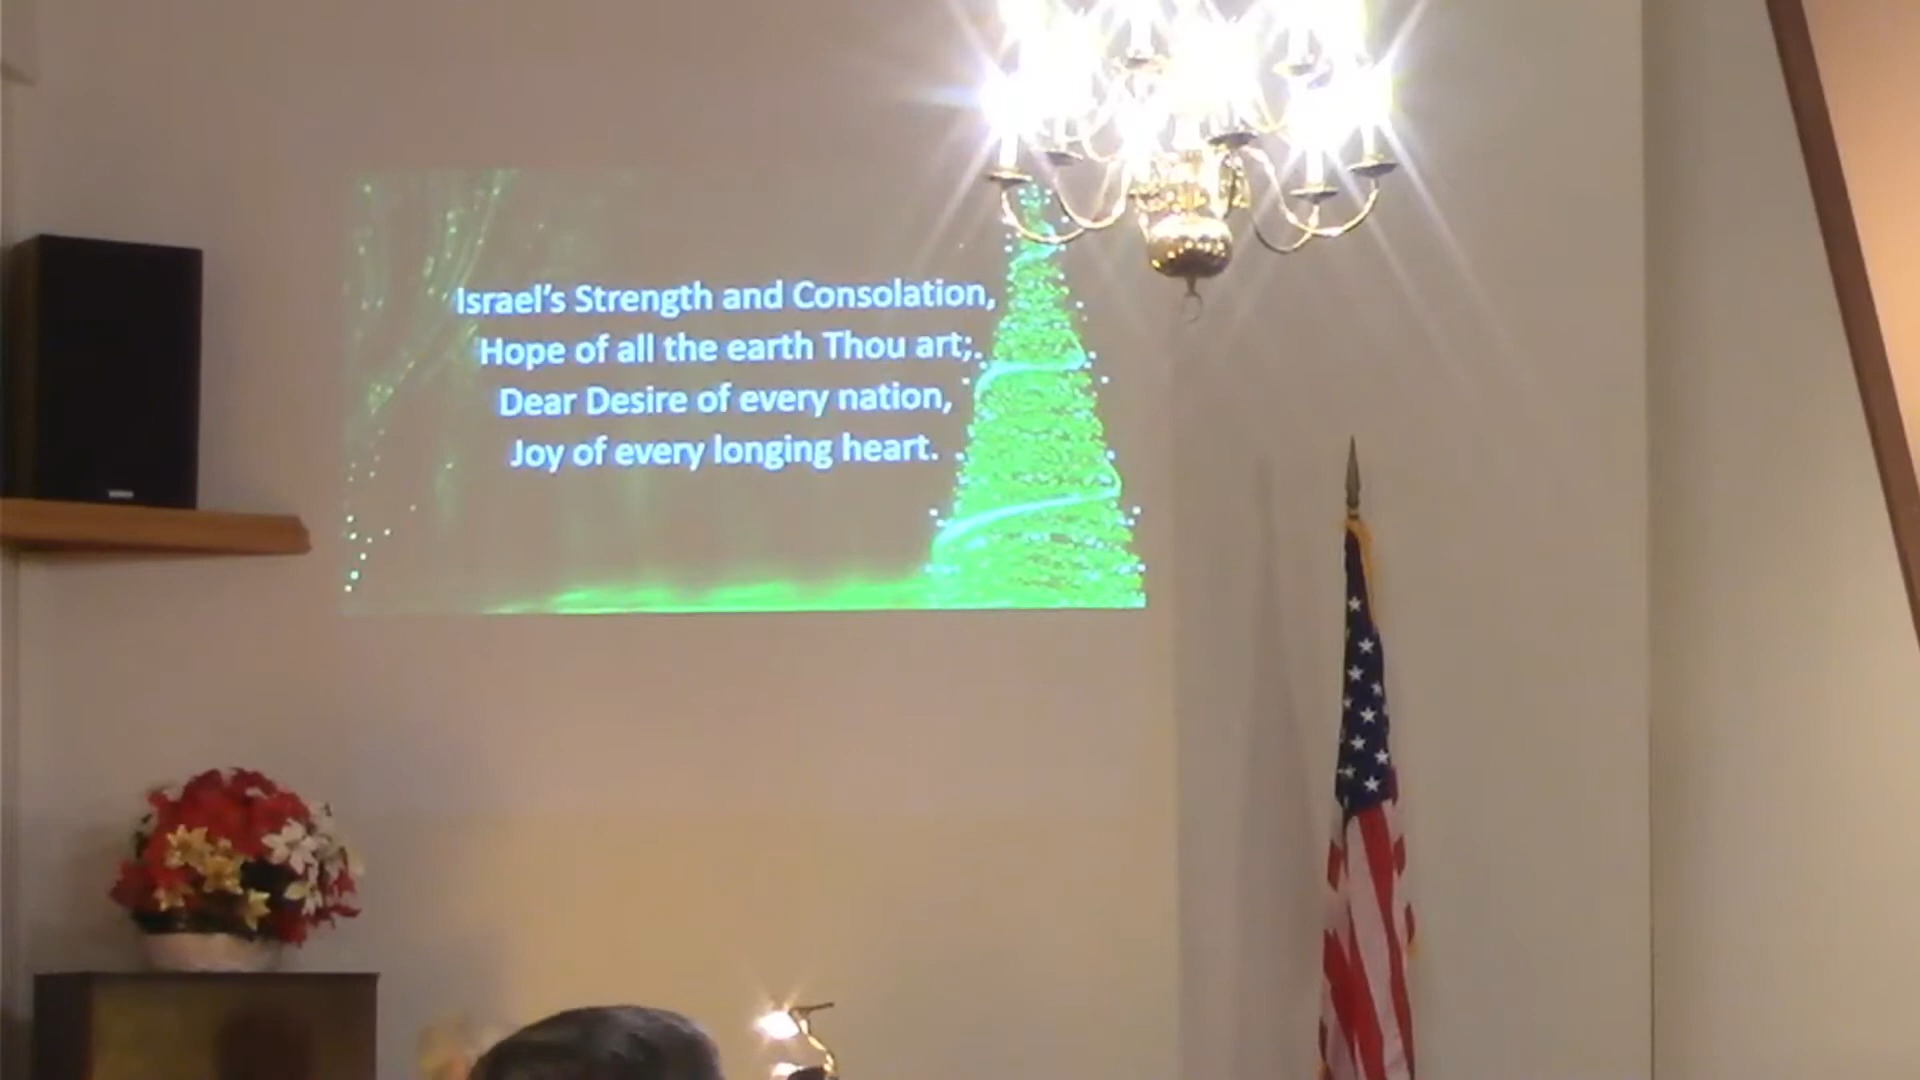 Israel's Strength and Consolation,
Hope of all the earth Thou art;.
Dear Desire of every nation,
Joy of every longing heart.